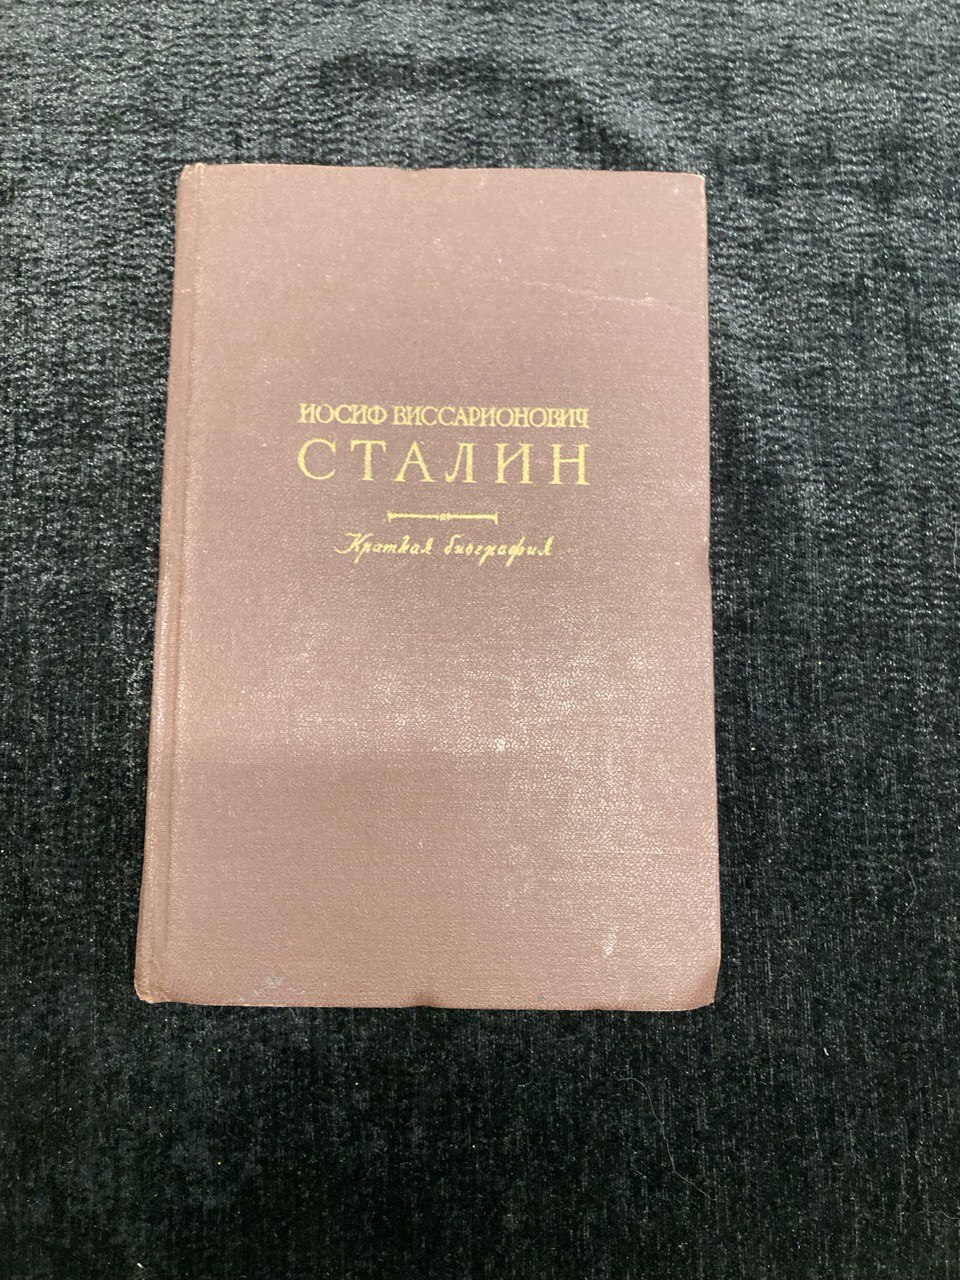 ИОСИФ ВИССАРИОНОВИЧ
СТАЛИН
Краткая биография